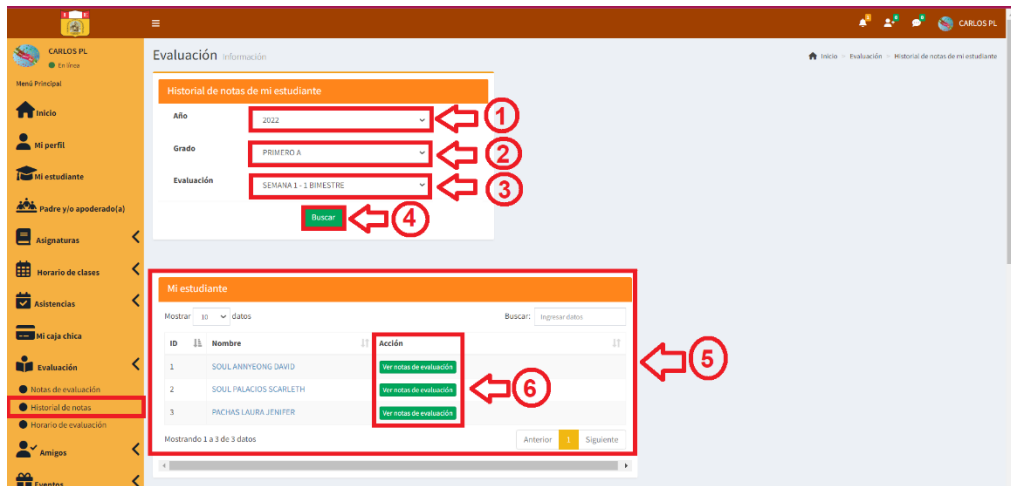 CARLOS PL
CARLOS PL
En línea
Evaluación Información
Inicio > Evaluación > Historial de notas de mi estudiante
Menú Principal
Inicio
Mi perfil
Mi estudiante
Padre y/o apoderado(a)
Asignaturas
Horario de clases
Asistencias
Mi caja chica
Evaluación
Notas de evaluación
Historial de notas
Horario de evaluación
Amigos
Eventos
Historial de notas de mi estudiante
Año 2022 1
Grado PRIMERO A 2
Evaluación SEMANA 1 - 1 BIMESTRE 3
Buscar 4
Mi estudiante
Mostrar 10 datos Buscar: Ingresar datos
ID Nombre Acción
1 SOUL ANNYEONG DAVID Ver notas de evaluación 5
2 SOUL PALACIOS SCARLETH Ver notas de evaluación 6
3 PACHAS LAURA JENIFER Ver notas de evaluación
Mostrando 1 a 3 de 3 datos Anterior 1 Siguiente